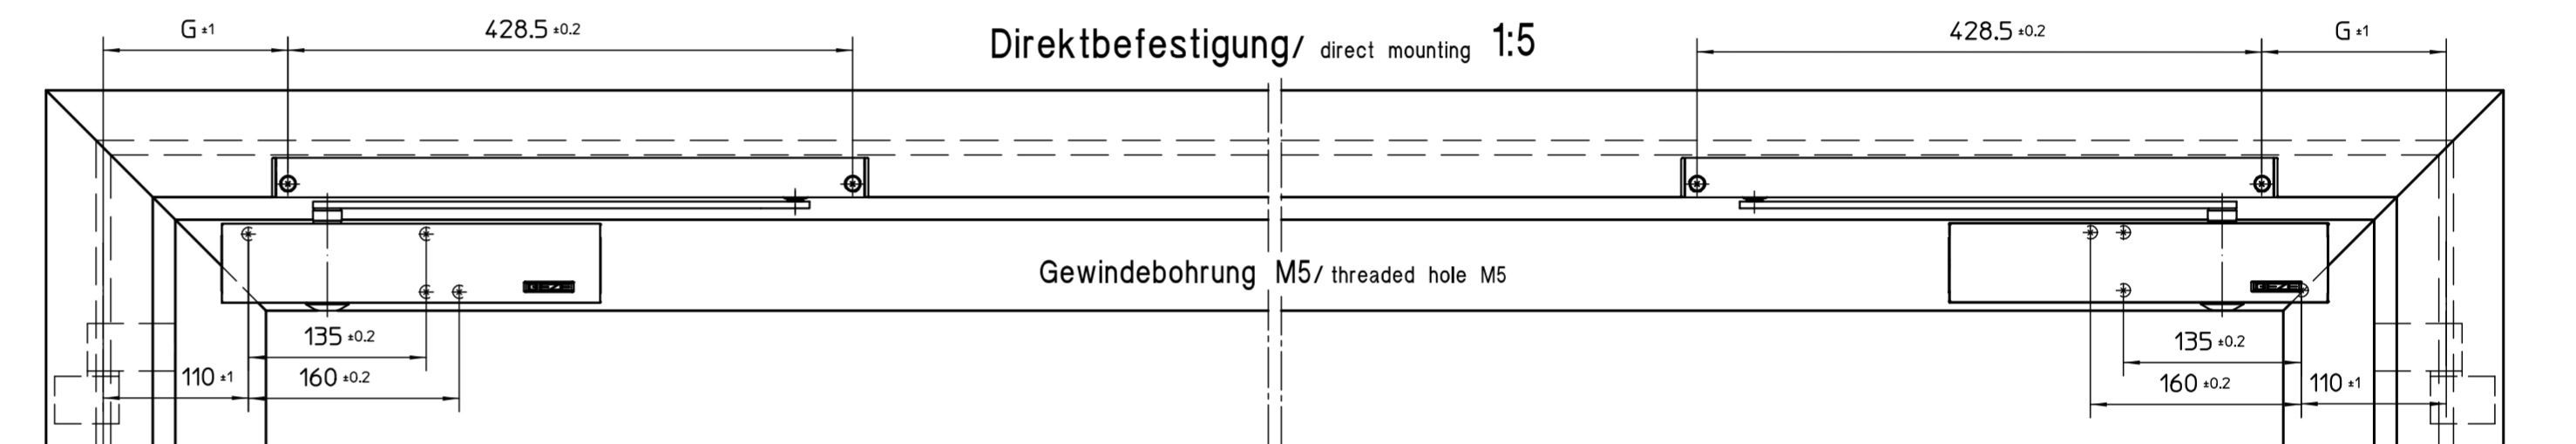 G ±1
428.5 ±0.2
Direktbefestigung/ direct mounting 1:5
428.5 ±0.2
G ±1
Gewindebohrung M5/ threaded hole M5
135 ±0.2
110 ±1
160 ±0.2
135 ±0.2
160 ±0.2
110 ±1